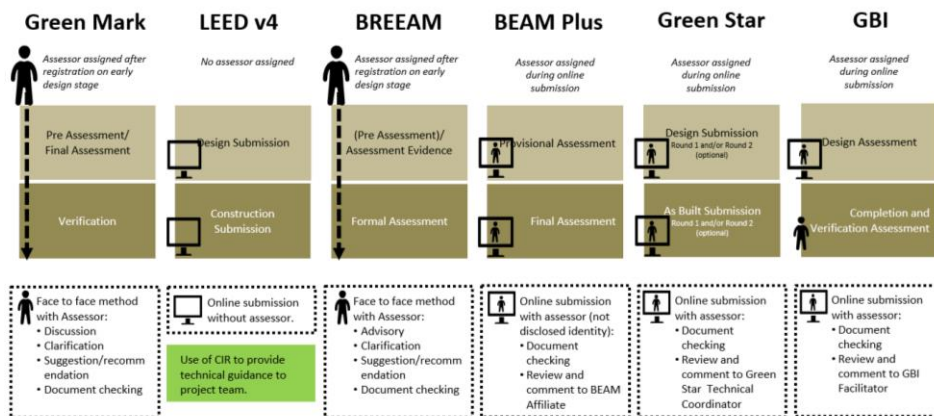 Green Mark
LEED v4
BREEAM
BEAM Plus
Green Star
GBI
Assessor assigned after
registration on early
design stage
No assessor assigned
Assessor assigned after
registration on early
design stage
Assessor assigned
during online
submission
Assessor assigned
during online
submission
Assessor assigned
during online
submission
Pre Assessment/
Final Assessment
Design Submission
(Pre Assessment)/
Assessment Evidence
Provisional Assessment
Design Submission
Round 1 and/or Round 2
(optional)
Design Assessment
Verification
Construction
Submission
Formal Assessment
Final Assessment
As Built Submission
Round 1 and/or Round 2
(optional)
Completion and
Verification Assessment
Face to face method
with Assessor:
• Discussion
• Clarification
• Suggestion/recomm
endation
• Document checking
Online submission
without assessor.
Use of CIR to provide
technical guidance to
project team.
Face to face method
with Assessor:
• Advisory
• Clarification
• Suggestion/recomm
endation
• Document checking
Online submission
with assessor (not
disclosed identity):
• Document
checking
• Review and
comment to BEAM
Affiliate
Online submission
with assessor:
• Document
checking
• Review and
comment to Green
Star Technical
Coordinator
Online submission
with assessor:
• Document
checking
• Review and
comment to GBI
Facilitator